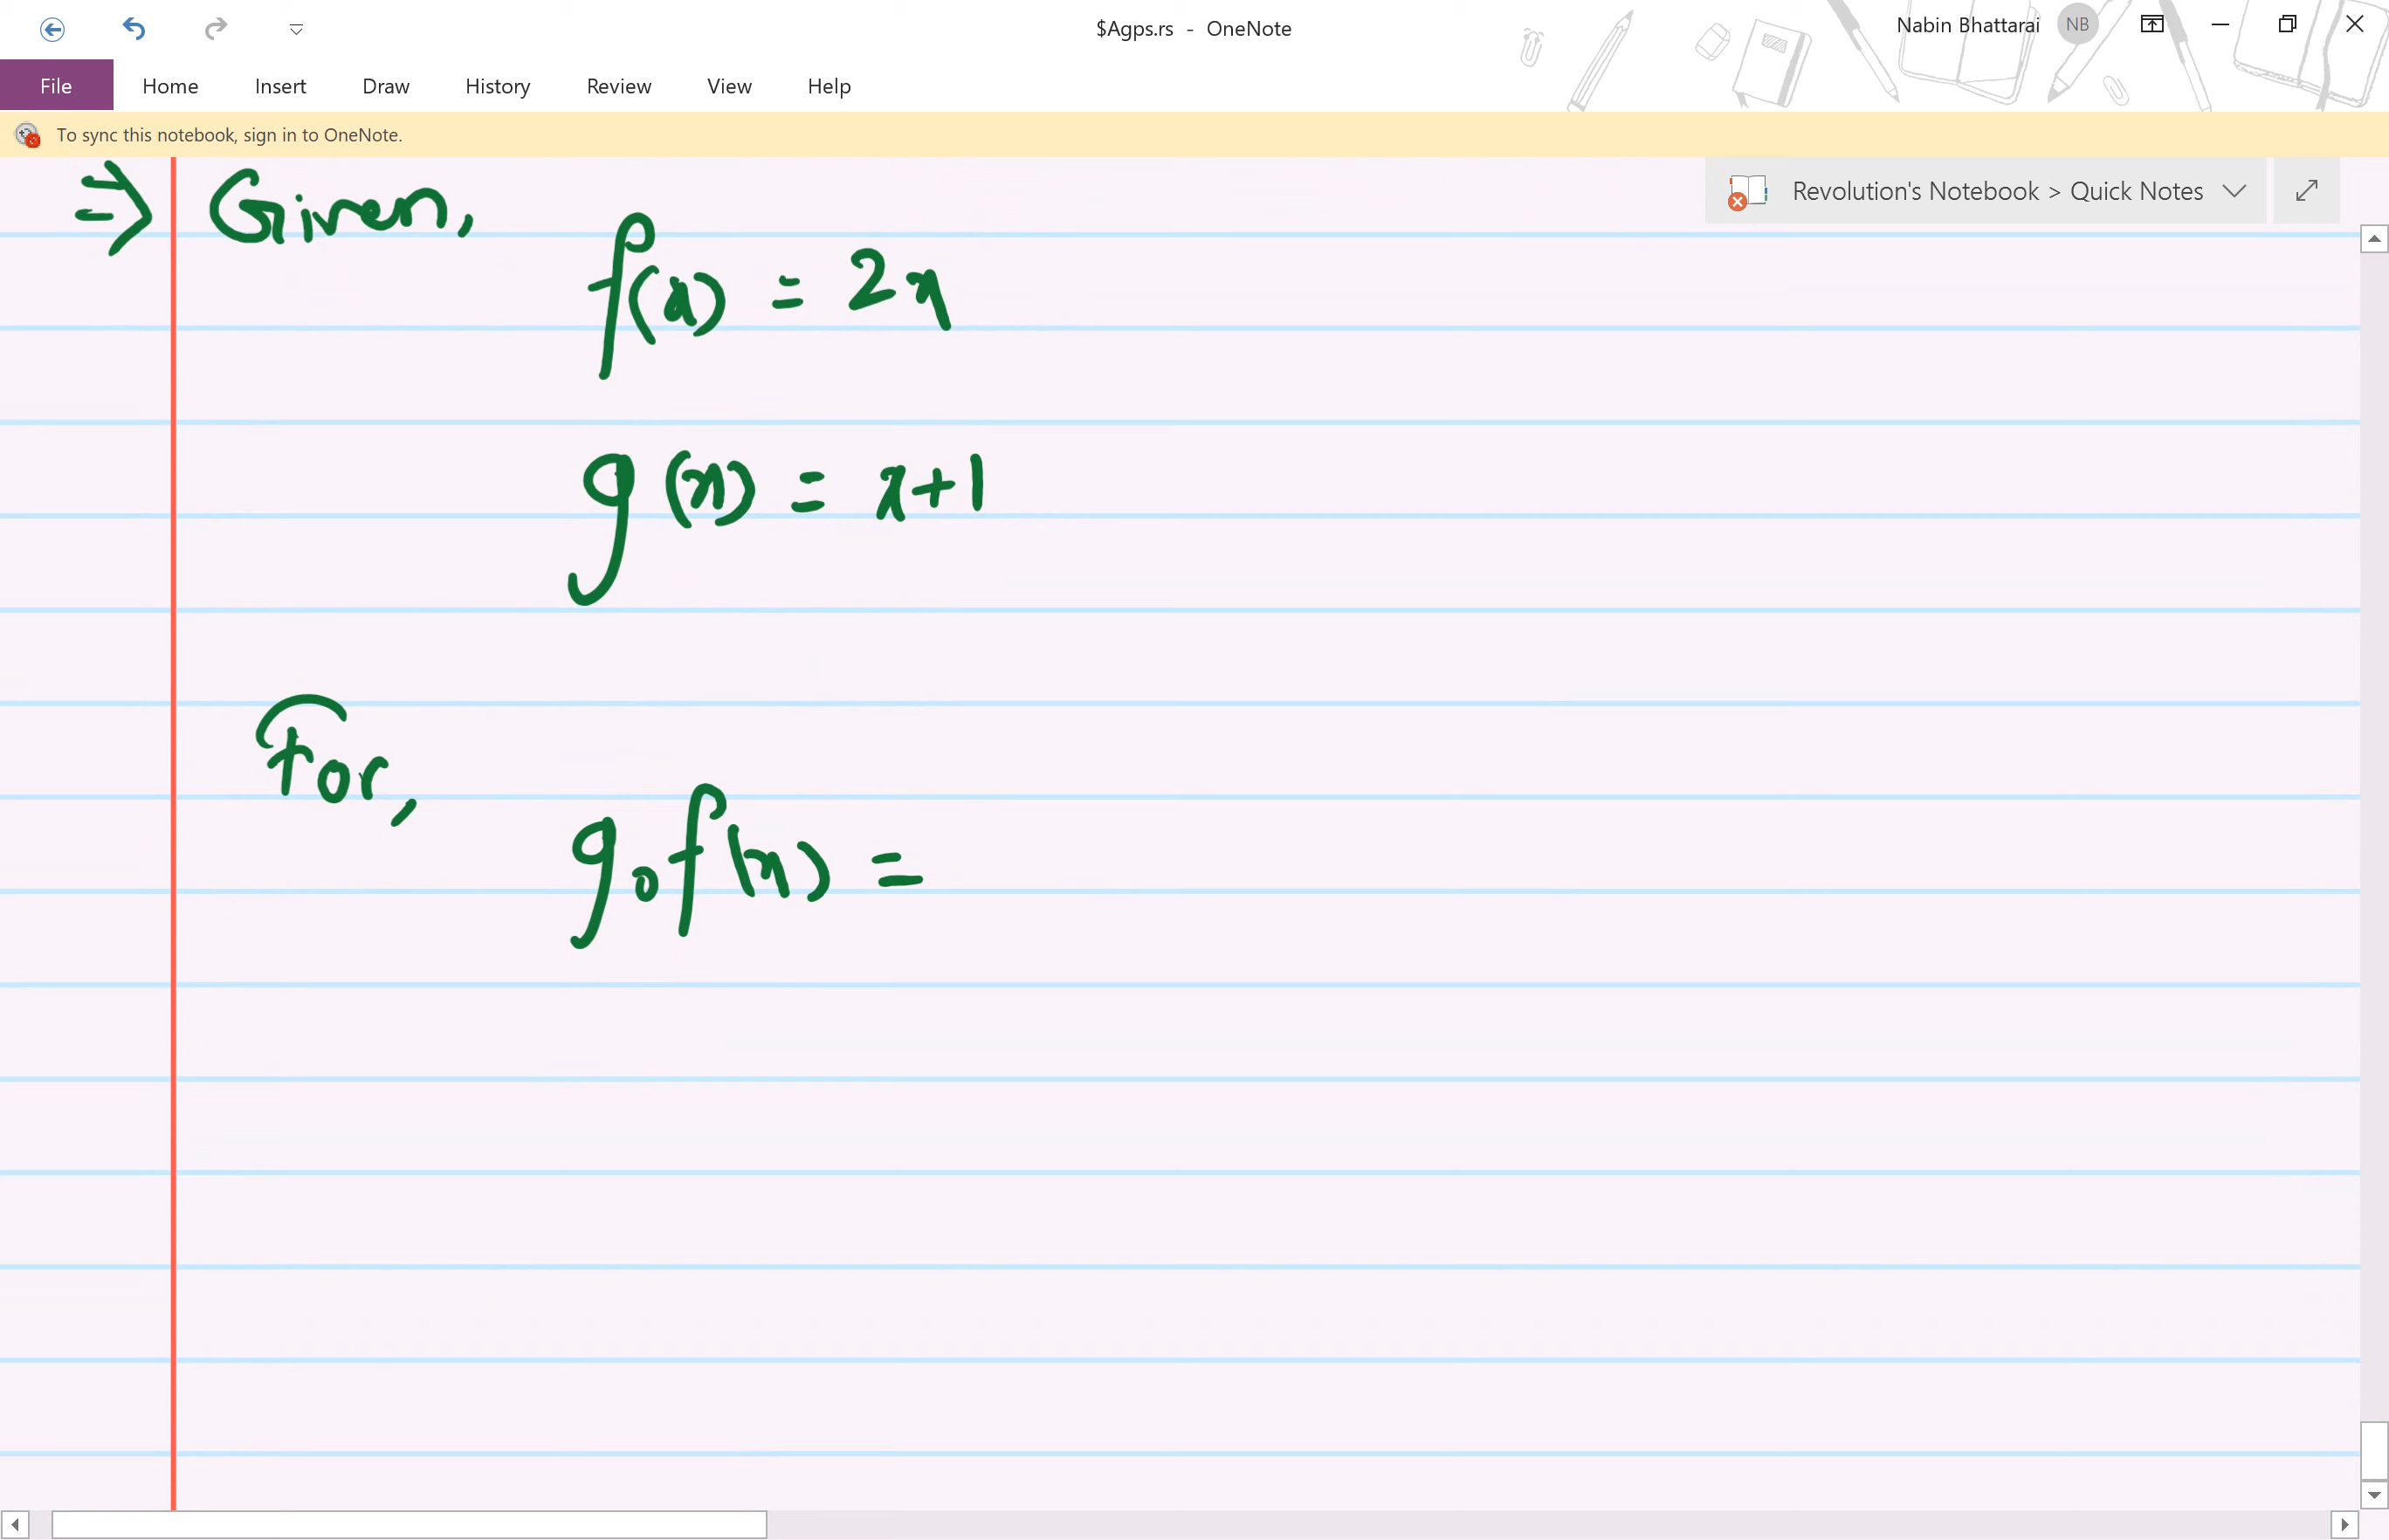 $Agps.rs - OneNote
Nabin Bhattarai NB
File Home Insert Draw History Review View Help
To sync this notebook, sign in to OneNote.
Revolution's Notebook > Quick Notes
⇒ Given,
f(x) = 2x
g(x) = x+1
For,
gof(x) =